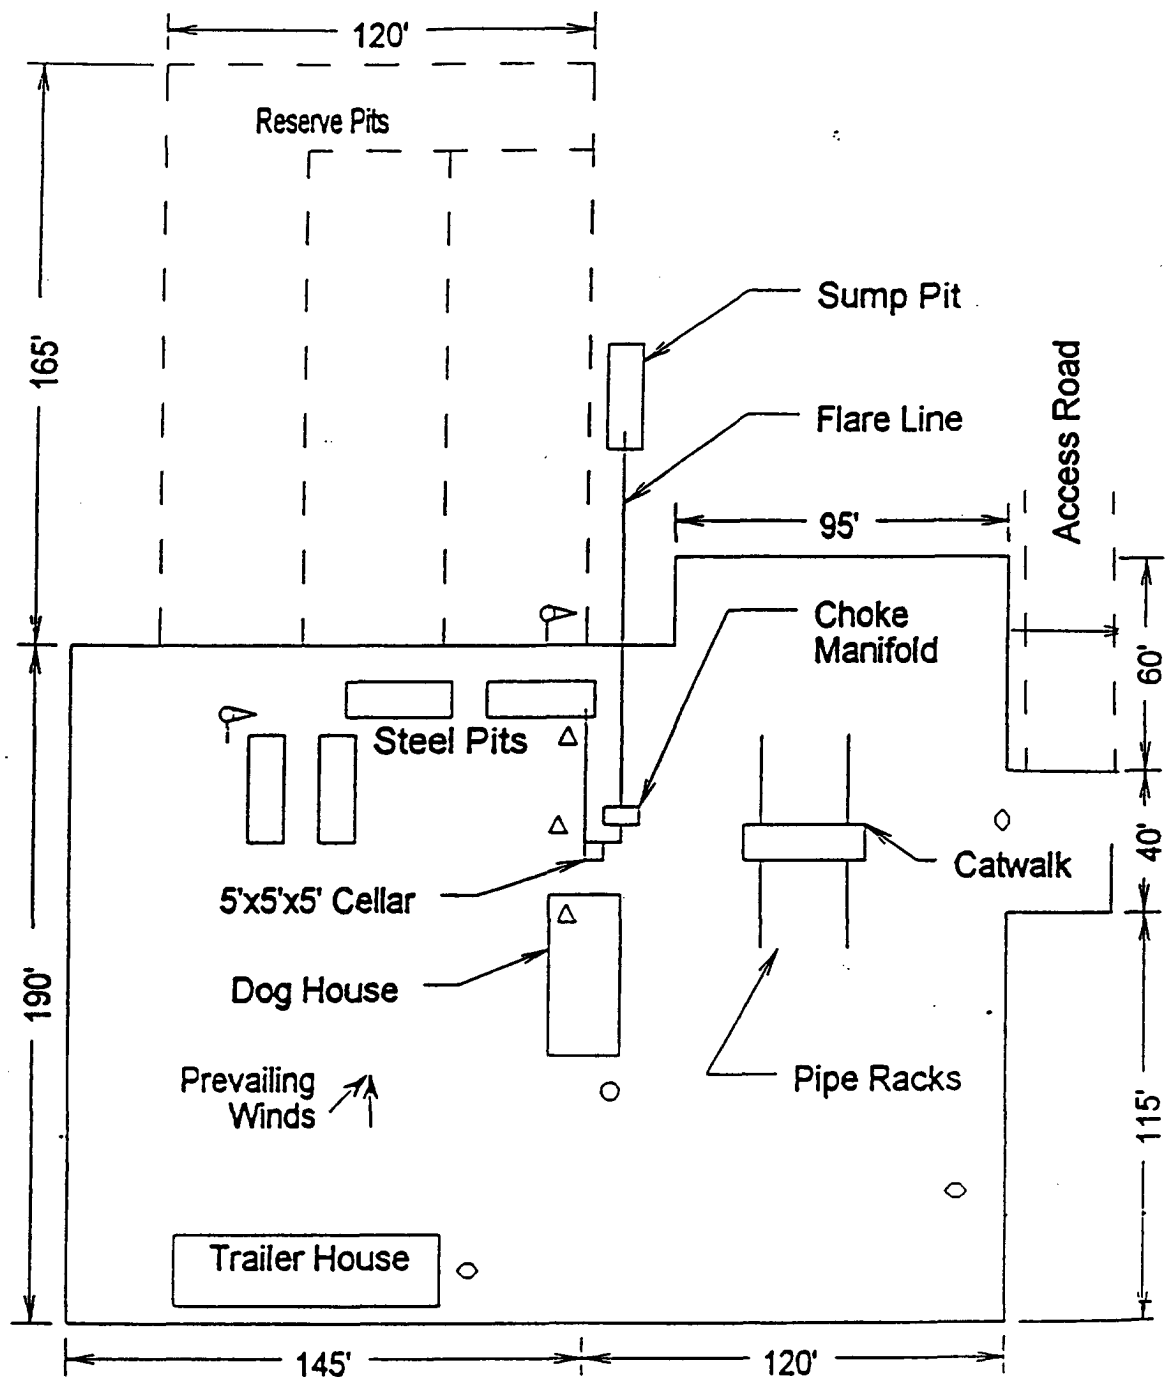 120'
Reserve Pits
165'
Sump Pit
Flare Line
Access Road
95'
Choke
Manifold
60'
Steel Pits
40'
Catwalk
5'x5'x5' Cellar
Dog House
190'
Prevailing
Winds
Pipe Racks
115'
Trailer House
145'
120'